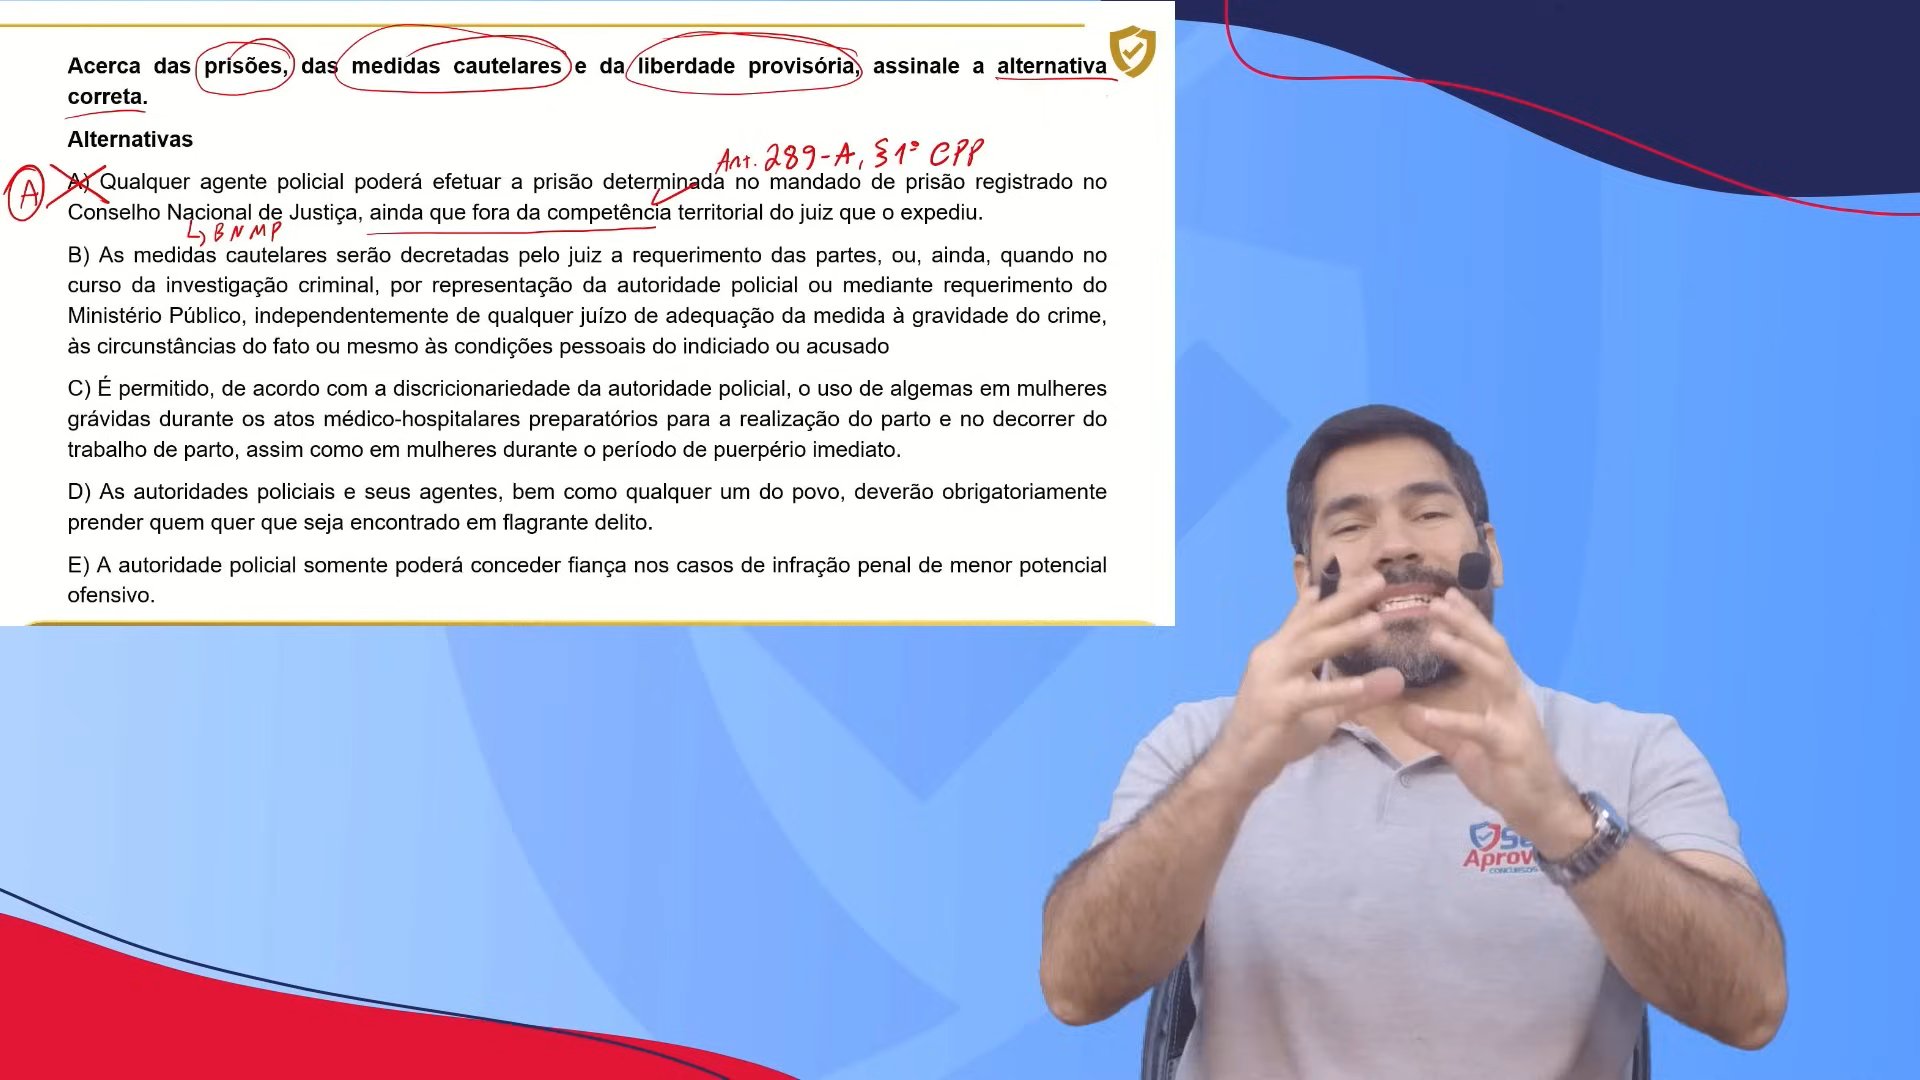 Acerca das prisões, das medidas cautelares e da liberdade provisória, assinale a alternativa
correta.
Alternativas
Art. 289-A, §1º CPP
A A) Qualquer agente policial poderá efetuar a prisão determinada no mandado de prisão registrado no
Conselho Nacional de Justiça, ainda que fora da competência territorial do juiz que o expediu.
BNMP
B) As medidas cautelares serão decretadas pelo juiz a requerimento das partes, ou, ainda, quando no
curso da investigação criminal, por representação da autoridade policial ou mediante requerimento do
Ministério Público, independentemente de qualquer juízo de adequação da medida à gravidade do crime,
às circunstâncias do fato ou mesmo às condições pessoais do indiciado ou acusado
C) É permitido, de acordo com a discricionariedade da autoridade policial, o uso de algemas em mulheres
grávidas durante os atos médico-hospitalares preparatórios para a realização do parto e no decorrer do
trabalho de parto, assim como em mulheres durante o período de puerpério imediato.
D) As autoridades policiais e seus agentes, bem como qualquer um do povo, deverão obrigatoriamente
prender quem quer que seja encontrado em flagrante delito.
E) A autoridade policial somente poderá conceder fiança nos casos de infração penal de menor potencial
ofensivo.